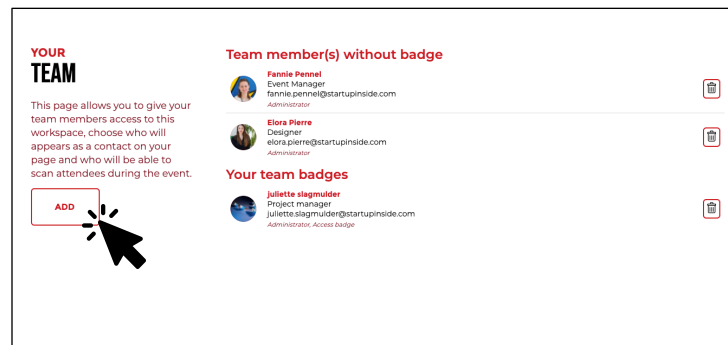 YOUR
TEAM
This page allows you to give your
team members access to this
workspace, choose who will
appears as a contact on your
page and who will be able to
scan attendees during the event.
ADD
Team member(s) without badge
Fannie Pennel
Event Manager
fannie.pennel@startupinside.com
Administrator
Elora Pierre
Designer
elora.pierre@startupinside.com
Administrator
Your team badges
juliette slagmulder
Project manager
juliette.slagmulder@startupinside.com
Administrator, Access badge